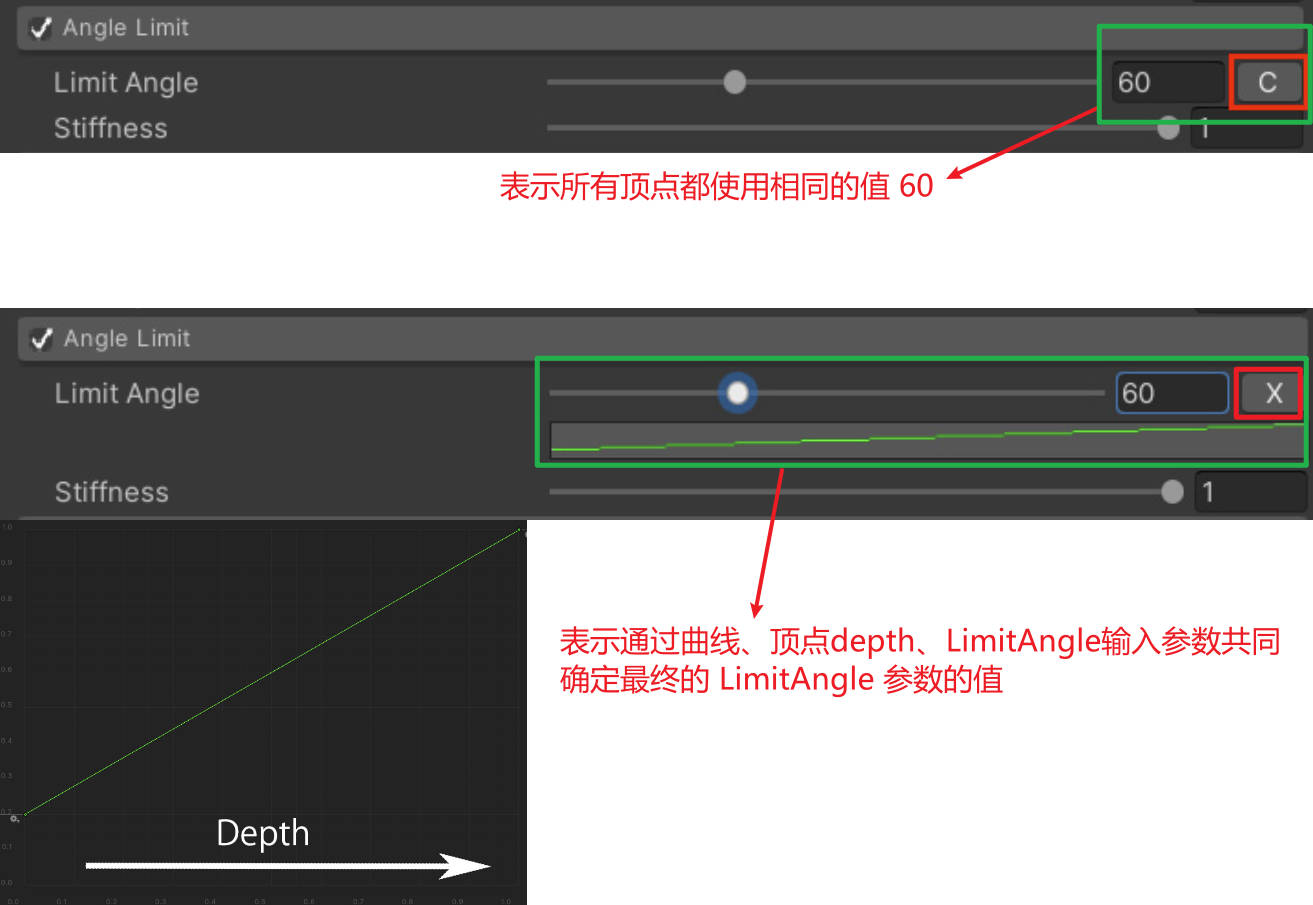 Angle Limit
Limit Angle 60 C
Stiffness 1
表示所有顶点都使用相同的值 60
Angle Limit
Limit Angle 60 X
Stiffness 1
1.0
0.9
0.8
0.7
0.6
0.5
0.4
0.3
0.2
0.1
0.0
Depth
0.0 0.1 0.2 0.3 0.4 0.5 0.6 0.7 0.8 0.9 1.0
表示通过曲线、顶点depth、LimitAngle输入参数共同
确定最终的 LimitAngle 参数的值